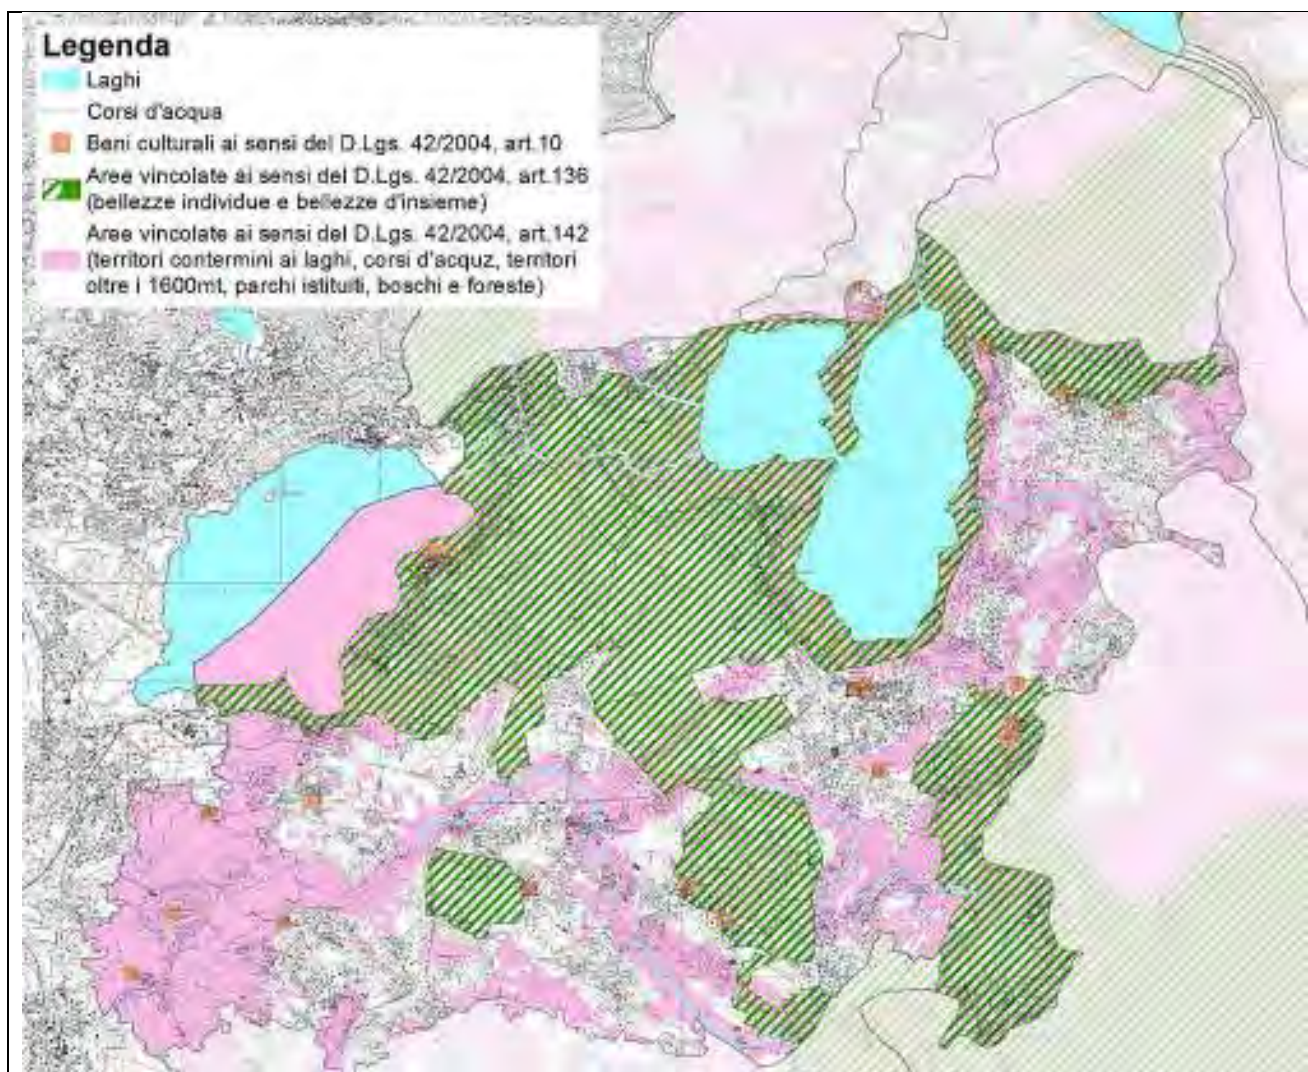 Legenda
Laghi
Corsi d'acqua
Beni culturali ai sensi del D.Lgs. 42/2004, art.10
Aree vincolate ai sensi del D.Lgs. 42/2004, art.136
(bellezze individue e bellezze d'insieme)
Aree vincolate ai sensi del D.Lgs. 42/2004, art.142
(territori contermini ai laghi, corsi d'acquz, territori
oltre i 1600mt, parchi istituiti, boschi e foreste)